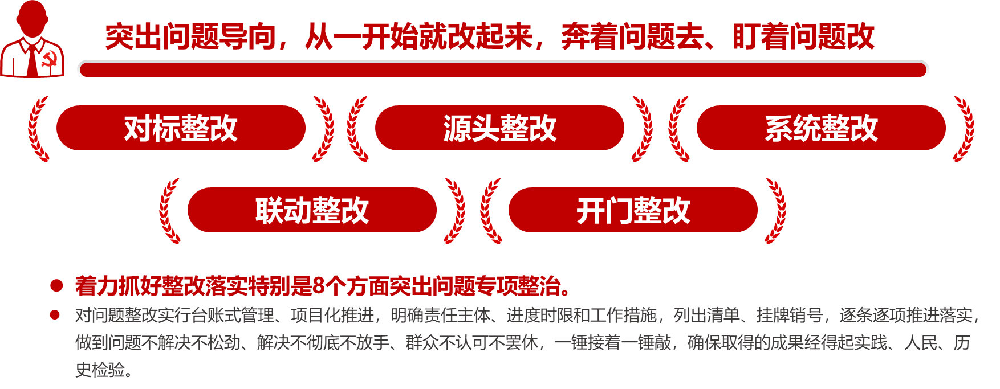 突出问题导向，从一开始就改起来，奔着问题去、盯着问题改
对标整改
源头整改
系统整改
联动整改
开门整改
着力抓好整改落实特别是8个方面突出问题专项整治。
对问题整改实行台账式管理、项目化推进，明确责任主体、进度时限和工作措施，列出清单、挂牌销号，逐条逐项推进落实，
做到问题不解决不松劲、解决不彻底不放手、群众不认可不罢休，一锤接着一锤敲，确保取得的成果经得起实践、人民、历
史检验。